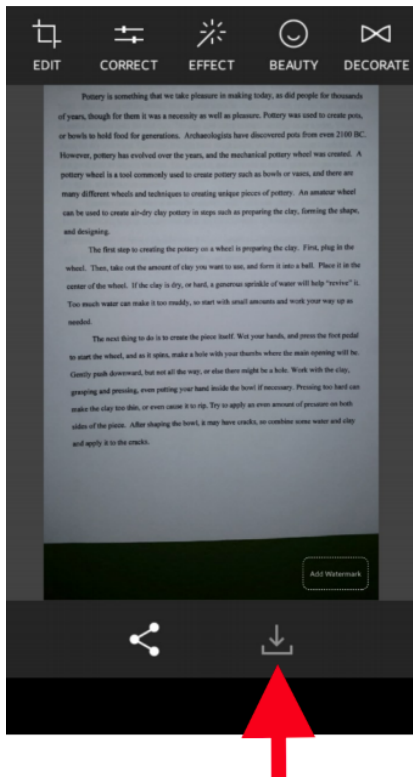 EDIT CORRECT EFFECT BEAUTY DECORATE
Pottery is something that we take pleasure in making today, as did people for thousands
of years, though for them it was a necessity as well as pleasure. Pottery was used to create pots,
or bowls to hold food for generations. Archaeologists have discovered pots from even 2100 BC.
However, pottery has evolved over the years, and the mechanical pottery wheel was created. A
pottery wheel is a tool commonly used to create pottery such as bowls or vases, and there are
many different wheels and techniques to creating unique pieces of pottery. An amateur wheel
can be used to create air-dry clay pottery in steps such as preparing the clay, forming the shape,
and designing.
The first step to creating the pottery on a wheel is preparing the clay. First, plug in the
wheel. Then, take out the amount of clay you want to use, and form it into a ball. Place it in the
center of the wheel. If the clay is dry, or hard, a generous sprinkle of water will help "revive" it.
Too much water can make it too muddy, so start with small amounts and work your way up as
needed.
The next thing to do is to create the piece itself. Wet your hands, and press the foot pedal
to start the wheel, and as it spins, make a hole with your thumbs where the main opening will be.
Gently push downward, but not all the way, or else there might be a hole. Work with the clay,
grasping and pressing, even putting your hand inside the bowl if necessary. Pressing too hard can
make the clay too thin, or even cause it to rip. Try to apply an even amount of pressure on both
sides of the piece. After shaping the bowl, it may have cracks, so combine some water and clay
and apply it to the cracks.
Add Watermark